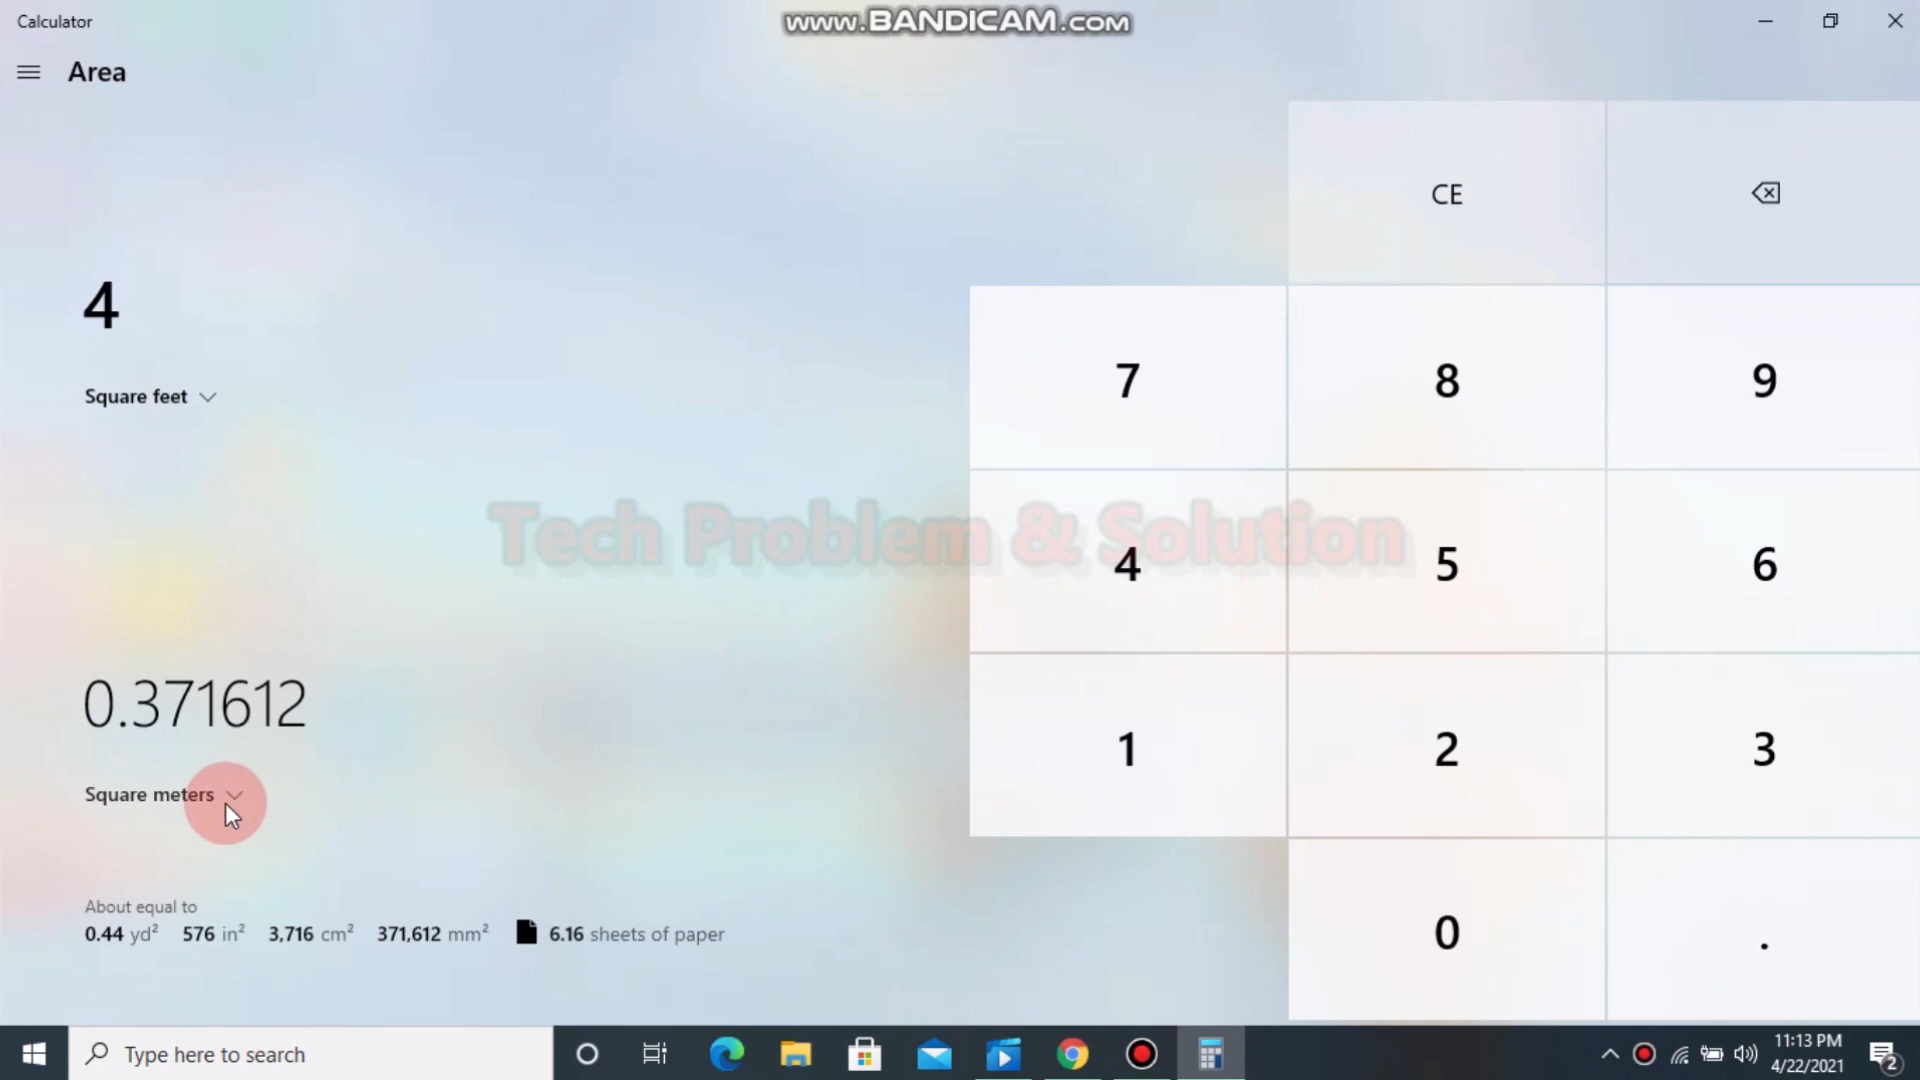 Calculator
www.BANDICAM.com
Area
CE
4
Square feet
7 8 9
Tech Problem & Solution
4 5 6
0.371612
1 2 3
Square meters
About equal to
0.44 yd² 576 in² 3,716 cm² 371,612 mm² 6.16 sheets of paper
0 .
Type here to search
11:13 PM
4/22/2021
2